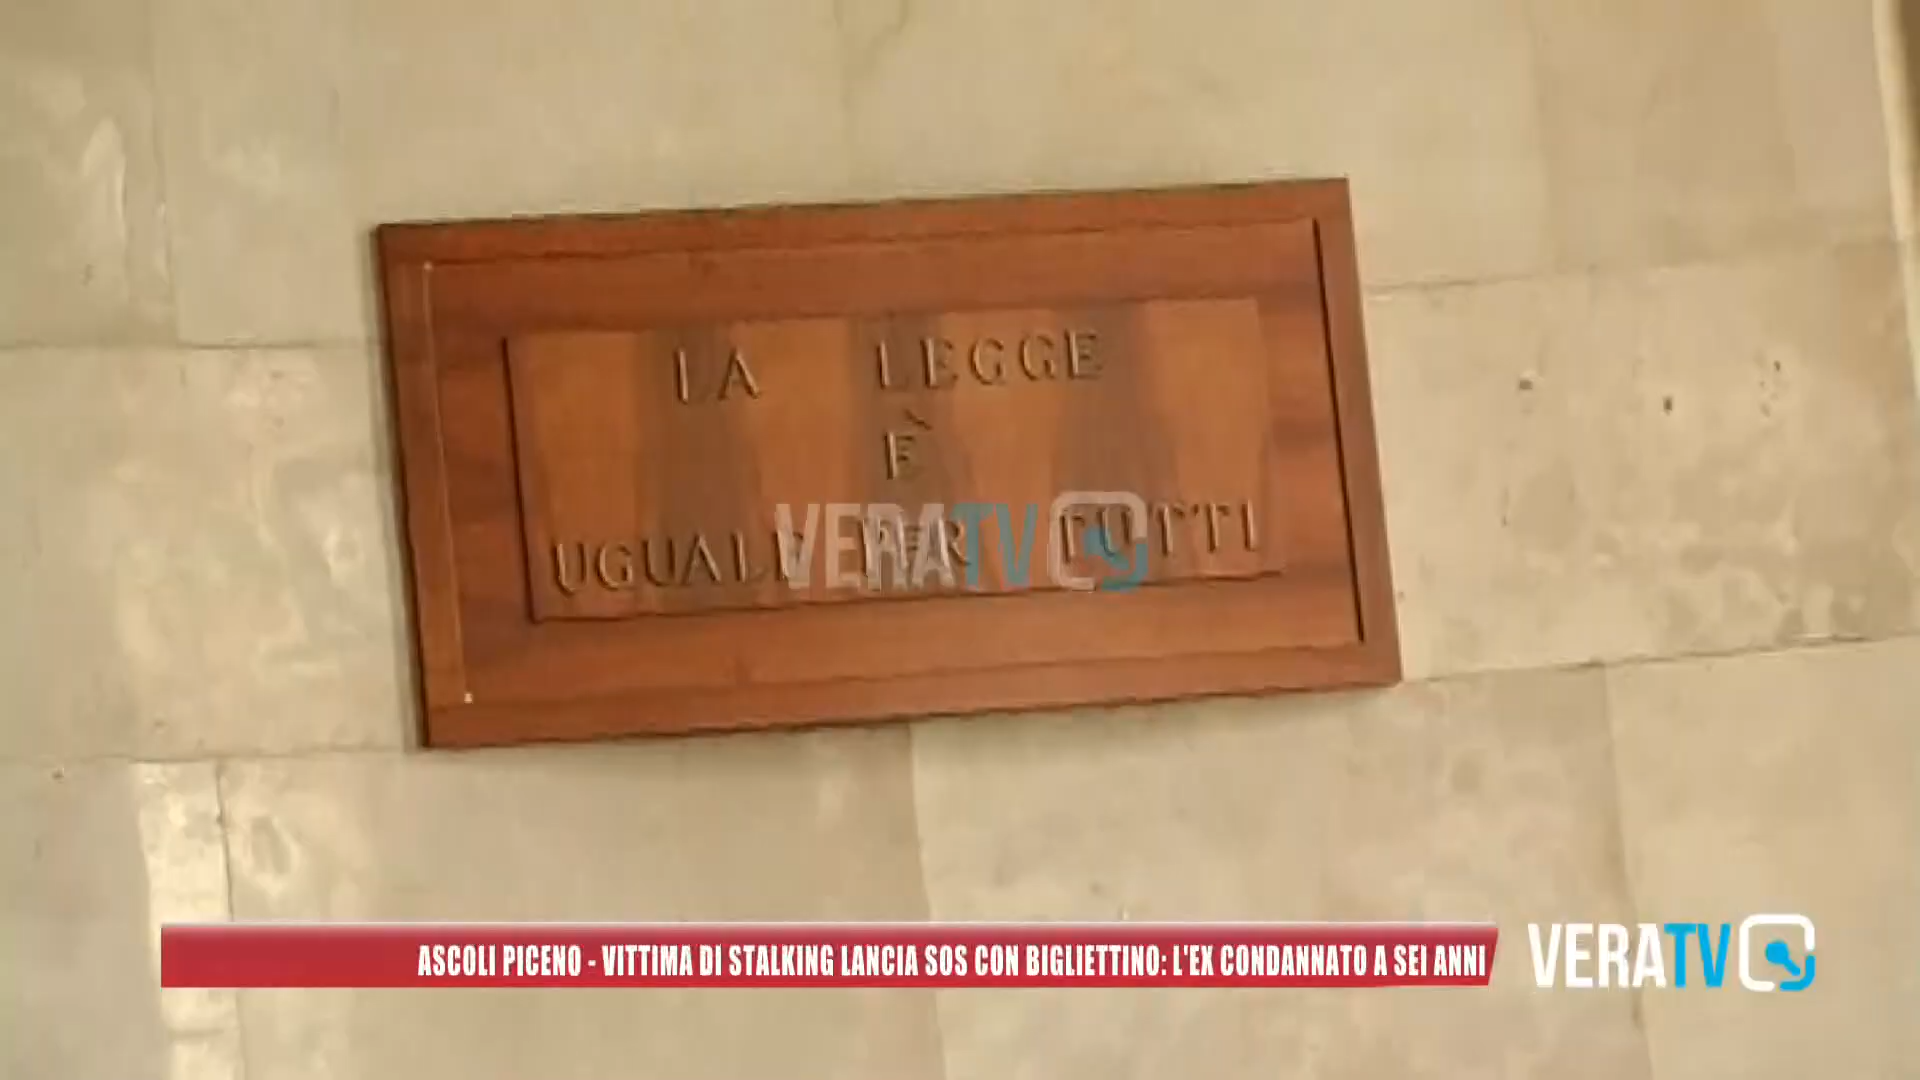 LA LEGGE
È
UGUALE PER TUTTI
VERATV
ASCOLI PICENO - VITTIMA DI STALKING LANCIA SOS CON BIGLIETTINO: L'EX CONDANNATO A SEI ANNI
VERATV